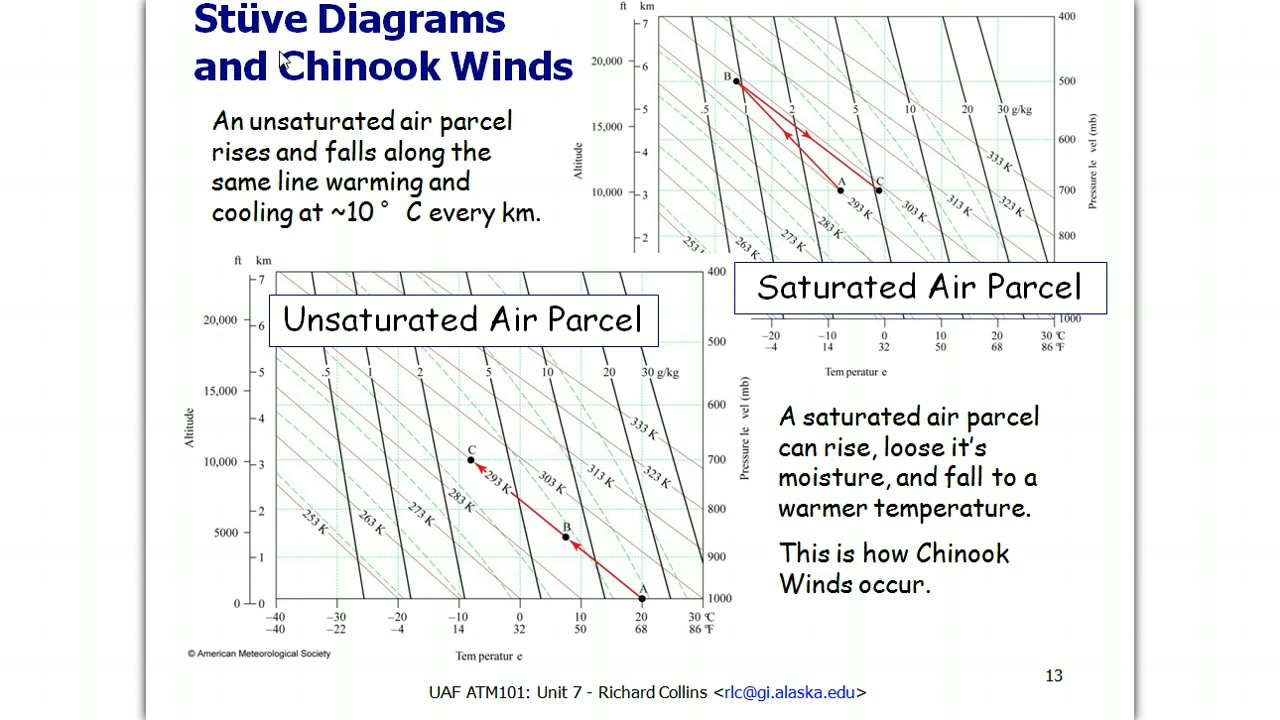 Stüve Diagrams
and Chinook Winds
An unsaturated air parcel
rises and falls along the
same line warming and
cooling at ~10 ° C every km.
ft km
7
20,000 6
5
15,000
4
10,000 3
2
Altitude
400
500
600
700
800
1000
Pressure le vel (mb)
B
.5 1 2 5 10 20 30 g/kg
A C
333 K
293 K 303 K 313 K 323 K
253 263 K 273 K 283 K
Saturated Air Parcel
–20 –10 0 10 20 30 °C
–4 14 32 50 68 86 °F
Tem peratur e
ft km
7
20,000 6
5
15,000
4
10,000 3
2
5000
1
0 0
Altitude
Unsaturated Air Parcel
400
500
600
700
800
900
1000
Pressure le vel (mb)
.5 1 2 5 10 20 30 g/kg
333 K
C
293 K 303 K 313 K 323 K
253 K 263 K 273 K 283 K
B
A
–40 –30 –20 –10 0 10 20 30 °C
–40 –22 –4 14 32 50 68 86 °F
Tem peratur e
© American Meteorological Society
A saturated air parcel
can rise, loose it's
moisture, and fall to a
warmer temperature.
This is how Chinook
Winds occur.
13
UAF ATM101: Unit 7 - Richard Collins <rlc@gi.alaska.edu>